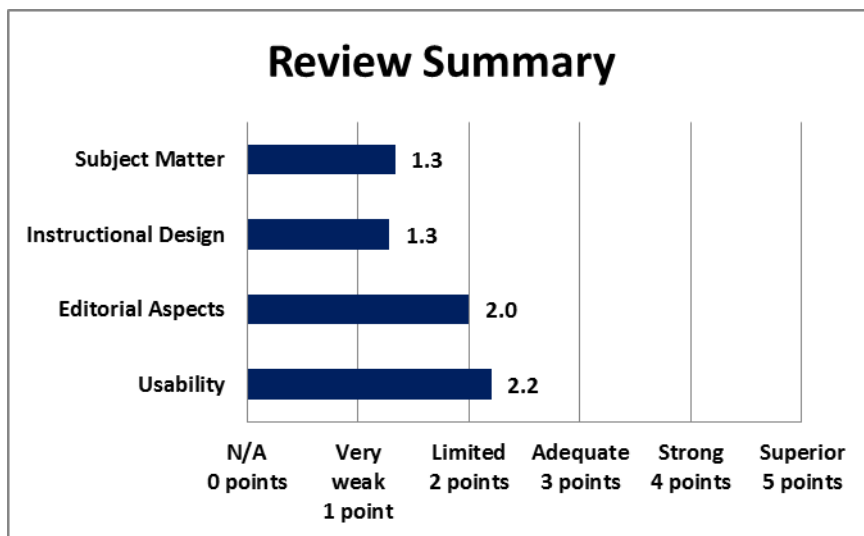 Review Summary
Subject Matter
1.3
Instructional Design
1.3
Editorial Aspects
2.0
Usability
2.2
N/A
0 points
Very
weak
1 point
Limited
2 points
Adequate
3 points
Strong
4 points
Superior
5 points